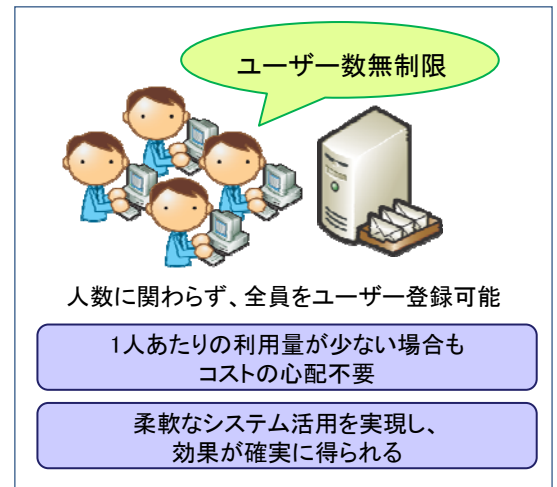 ユーザー数無制限
人数に関わらず、全員をユーザー登録可能
1人あたりの利用量が少ない場合も
コストの心配不要
柔軟なシステム活用を実現し、
効果が確実に得られる